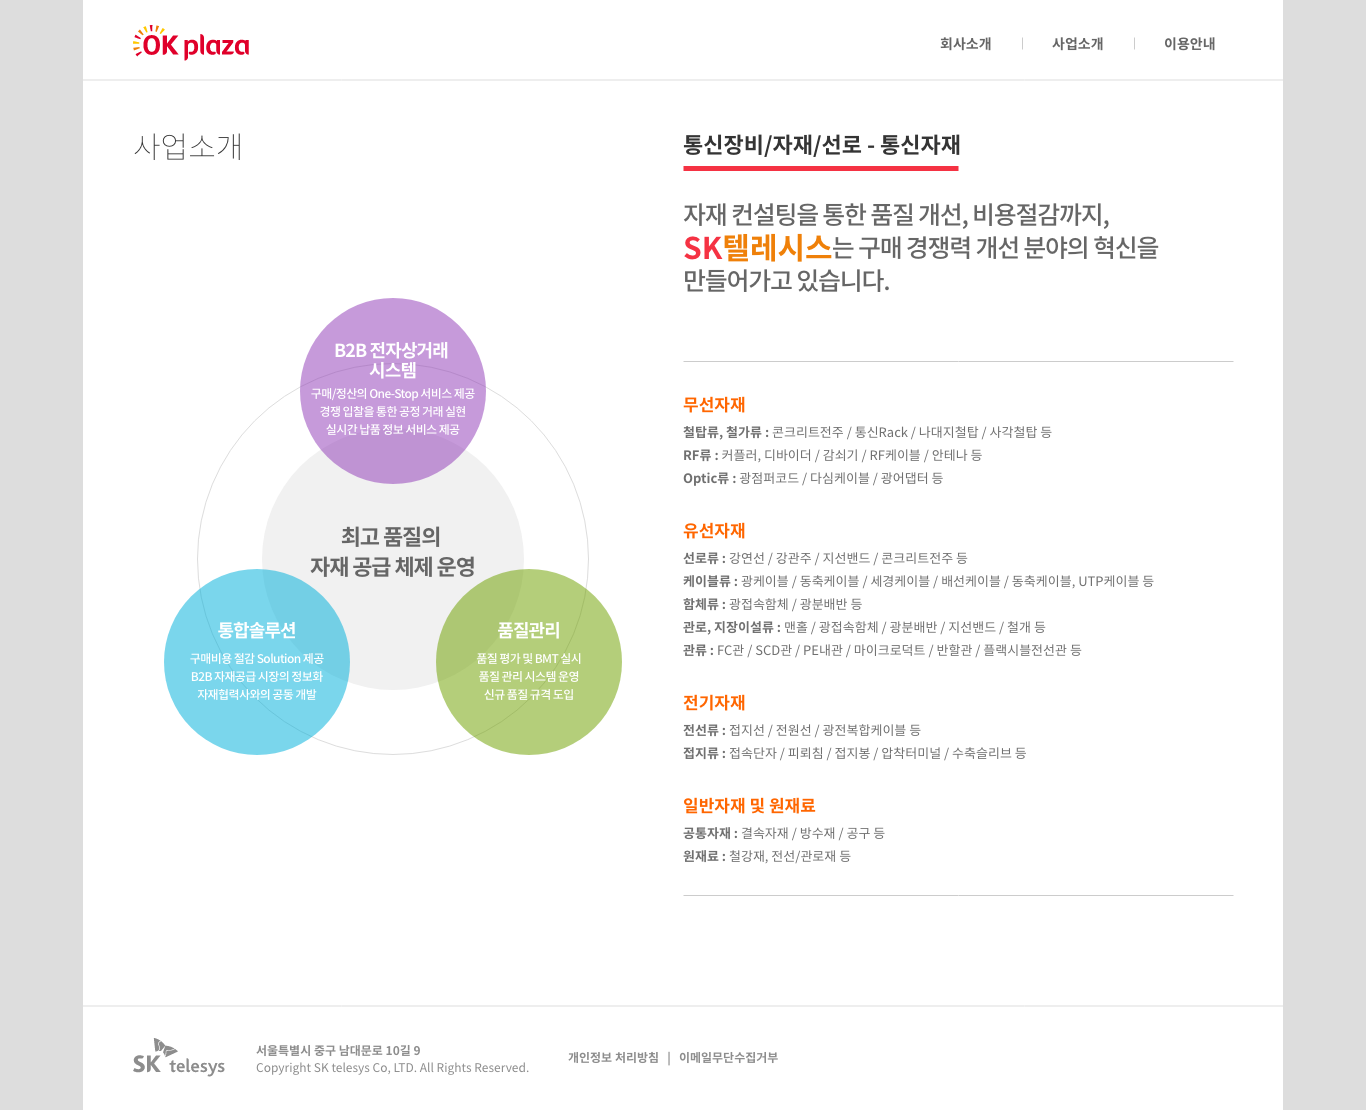 OK plaza
회사소개
사업소개
이용안내
사업소개
B2B 전자상거래
시스템
구매/정산의 One-Stop 서비스 제공
경쟁 입찰을 통한 공정 거래 실현
실시간 납품 정보 서비스 제공
최고 품질의
자재 공급 체제 운영
통합솔루션
구매비용 절감 Solution 제공
B2B 자재공급 시장의 정보화
자재협력사와의 공동 개발
품질관리
품질 평가 및 BMT 실시
품질 관리 시스템 운영
신규 품질 규격 도입
통신장비/자재/선로 - 통신자재
자재 컨설팅을 통한 품질 개선, 비용절감까지,
SK텔레시스는 구매 경쟁력 개선 분야의 혁신을
만들어가고 있습니다.
무선자재
철탑류, 철가류 : 콘크리트전주 / 통신Rack / 나대지철탑 / 사각철탑 등
RF류 : 커플러, 디바이더 / 감쇠기 / RF케이블 / 안테나 등
Optic류 : 광점퍼코드 / 다심케이블 / 광어댑터 등
유선자재
선로류 : 강연선 / 강관주 / 지선밴드 / 콘크리트전주 등
케이블류 : 광케이블 / 동축케이블 / 세경케이블 / 배선케이블 / 동축케이블, UTP케이블 등
함체류 : 광접속함체 / 광분배반 등
관로, 지장이설류 : 맨홀 / 광접속함체 / 광분배반 / 지선밴드 / 철개 등
관류 : FC관 / SCD관 / PE내관 / 마이크로덕트 / 반할관 / 플랙시블전선관 등
전기자재
전선류 : 접지선 / 전원선 / 광전복합케이블 등
접지류 : 접속단자 / 피뢰침 / 접지봉 / 압착터미널 / 수축슬리브 등
일반자재 및 원재료
공통자재 : 결속자재 / 방수재 / 공구 등
원재료 : 철강재, 전선/관로재 등
SK telesys
서울특별시 중구 남대문로 10길 9
Copyright SK telesys Co, LTD. All Rights Reserved.
개인정보 처리방침 | 이메일무단수집거부